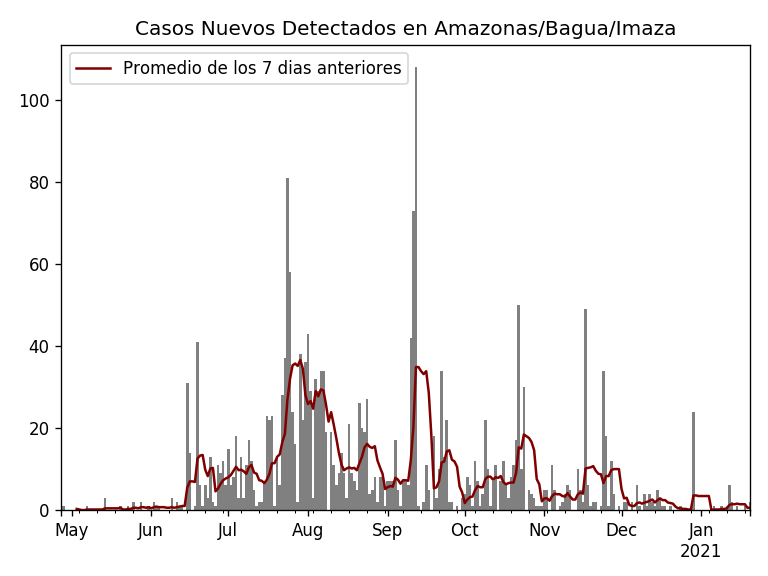 Casos Nuevos Detectados en Amazonas/Bagua/Imaza
Promedio de los 7 dias anteriores
100
80
60
40
20
0
May Jun Jul Aug Sep Oct Nov Dec Jan
2021